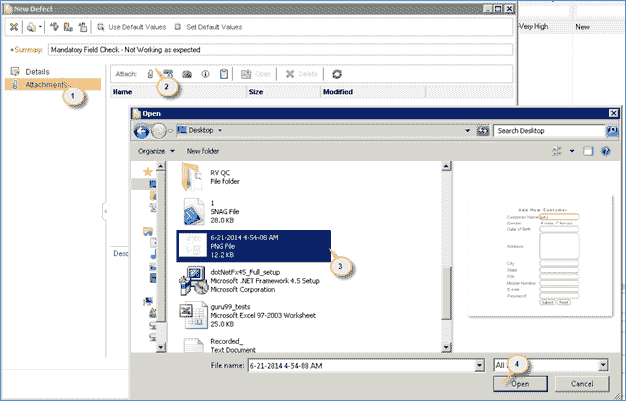 New Defect
Use Default Values
Set Default Values
Summary: Mandatory Field Check - Not Working as expected
-Very High
New
Details
Attachments
1
Attach:
Open
Delete
2
Name
Size
Modified
Open
Desktop
Search Desktop
Organize
New folder
RV QC
File folder
1
SNAG File
28.0 KB
6-21-2014 4-54-08 AM
PNG File
12.2 KB
3
dotNetFx45_Full_setup
Microsoft .NET Framework 4.5 Setup
Microsoft Corporation
guru99_tests
Microsoft Excel 97-2003 Worksheet
25.0 KB
Recorded_
Text Document
Add New Customer
Customer Name
Gender
Date of Birth
Address
City
State
PIN
Mobile Number
E-mail
Password
Submit
Reset
Desc
File name: 6-21-2014 4-54-08 AM
All
4
Open
Cancel